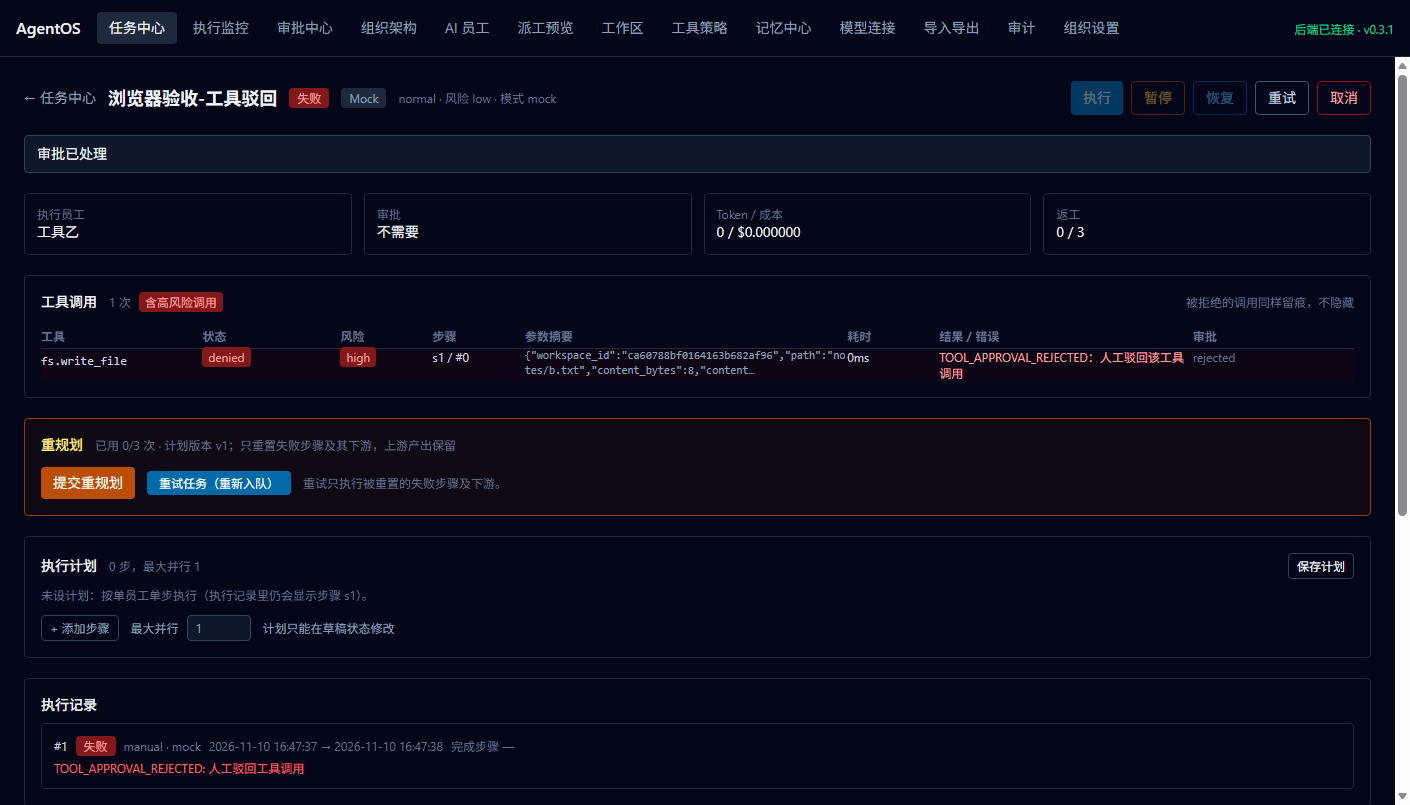 AgentOS 任务中心 执行监控 审批中心 组织架构 AI 员工 派工预览 工作区 工具策略 记忆中心 模型连接 导入导出 审计 组织设置 后端已连接 · v0.3.1
← 任务中心 浏览器验收-工具驳回 失败 Mock normal · 风险 low · 模式 mock 执行 暂停 恢复 重试 取消
审批已处理
执行员工 审批 Token / 成本 返工
工具乙 不需要 0 / $0.000000 0 / 3
工具调用 1 次 含高风险调用 被拒绝的调用同样留痕，不隐藏
工具 状态 风险 步骤 参数摘要 耗时 结果 / 错误 审批
fs.write_file denied high s1 / #0 {"workspace_id":"ca60788bf0164163b682af96","path":"no 0ms TOOL_APPROVAL_REJECTED：人工驳回该工具 rejected
tes/b.txt","content_bytes":8,"content… 调用
重规划 已用 0/3 次 · 计划版本 v1；只重置失败步骤及其下游，上游产出保留
提交重规划 重试任务（重新入队） 重试只执行被重置的失败步骤及下游。
执行计划 0 步，最大并行 1 保存计划
未设计划：按单员工单步执行（执行记录里仍会显示步骤 s1）。
+ 添加步骤 最大并行 1 计划只能在草稿状态修改
执行记录
#1 失败 manual · mock 2026-11-10 16:47:37 → 2026-11-10 16:47:38 完成步骤 —
TOOL_APPROVAL_REJECTED: 人工驳回工具调用